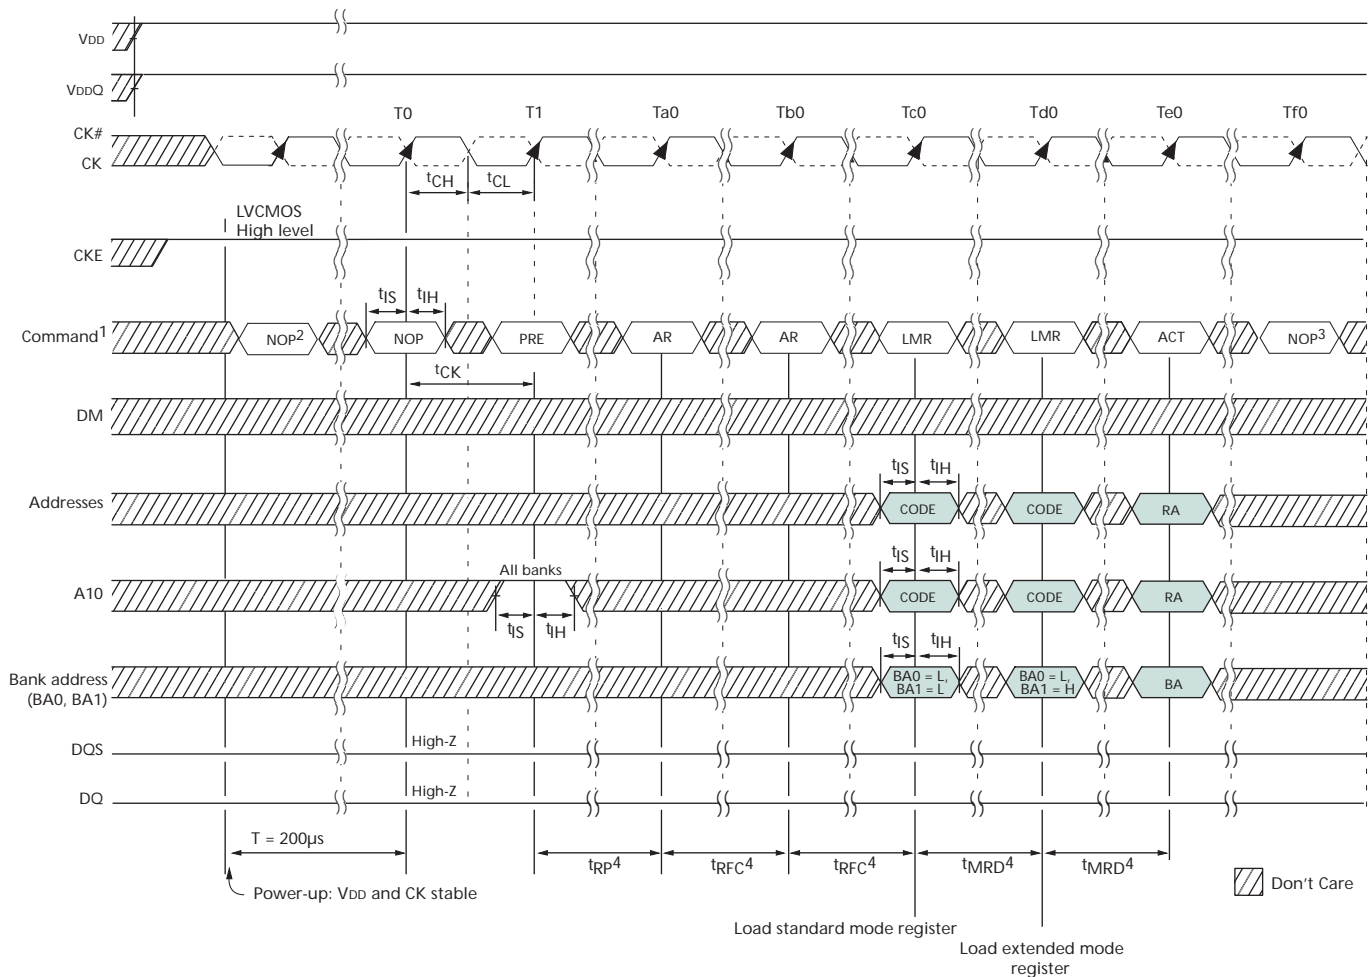 VDD
VDDQ
T0 T1 Ta0 Tb0 Tc0 Td0 Te0 Tf0
CK#
CK
tCH tCL
LVCMOS
High level
CKE
tIS tIH
Command1 NOP2 NOP PRE AR AR LMR LMR ACT NOP3
tCK
DM
tIS tIH
Addresses CODE CODE RA
All banks tIS tIH
A10 CODE CODE RA
tIS tIH
tIS tIH
Bank address
(BA0, BA1)
BA0 = L,
BA1 = L
BA0 = L,
BA1 = H
BA
DQS High-Z
DQ High-Z
T = 200µs
tRP4 tRFC4 tRFC4 tMRD4 tMRD4
Power-up: VDD and CK stable
Don't Care
Load standard mode register
Load extended mode
register